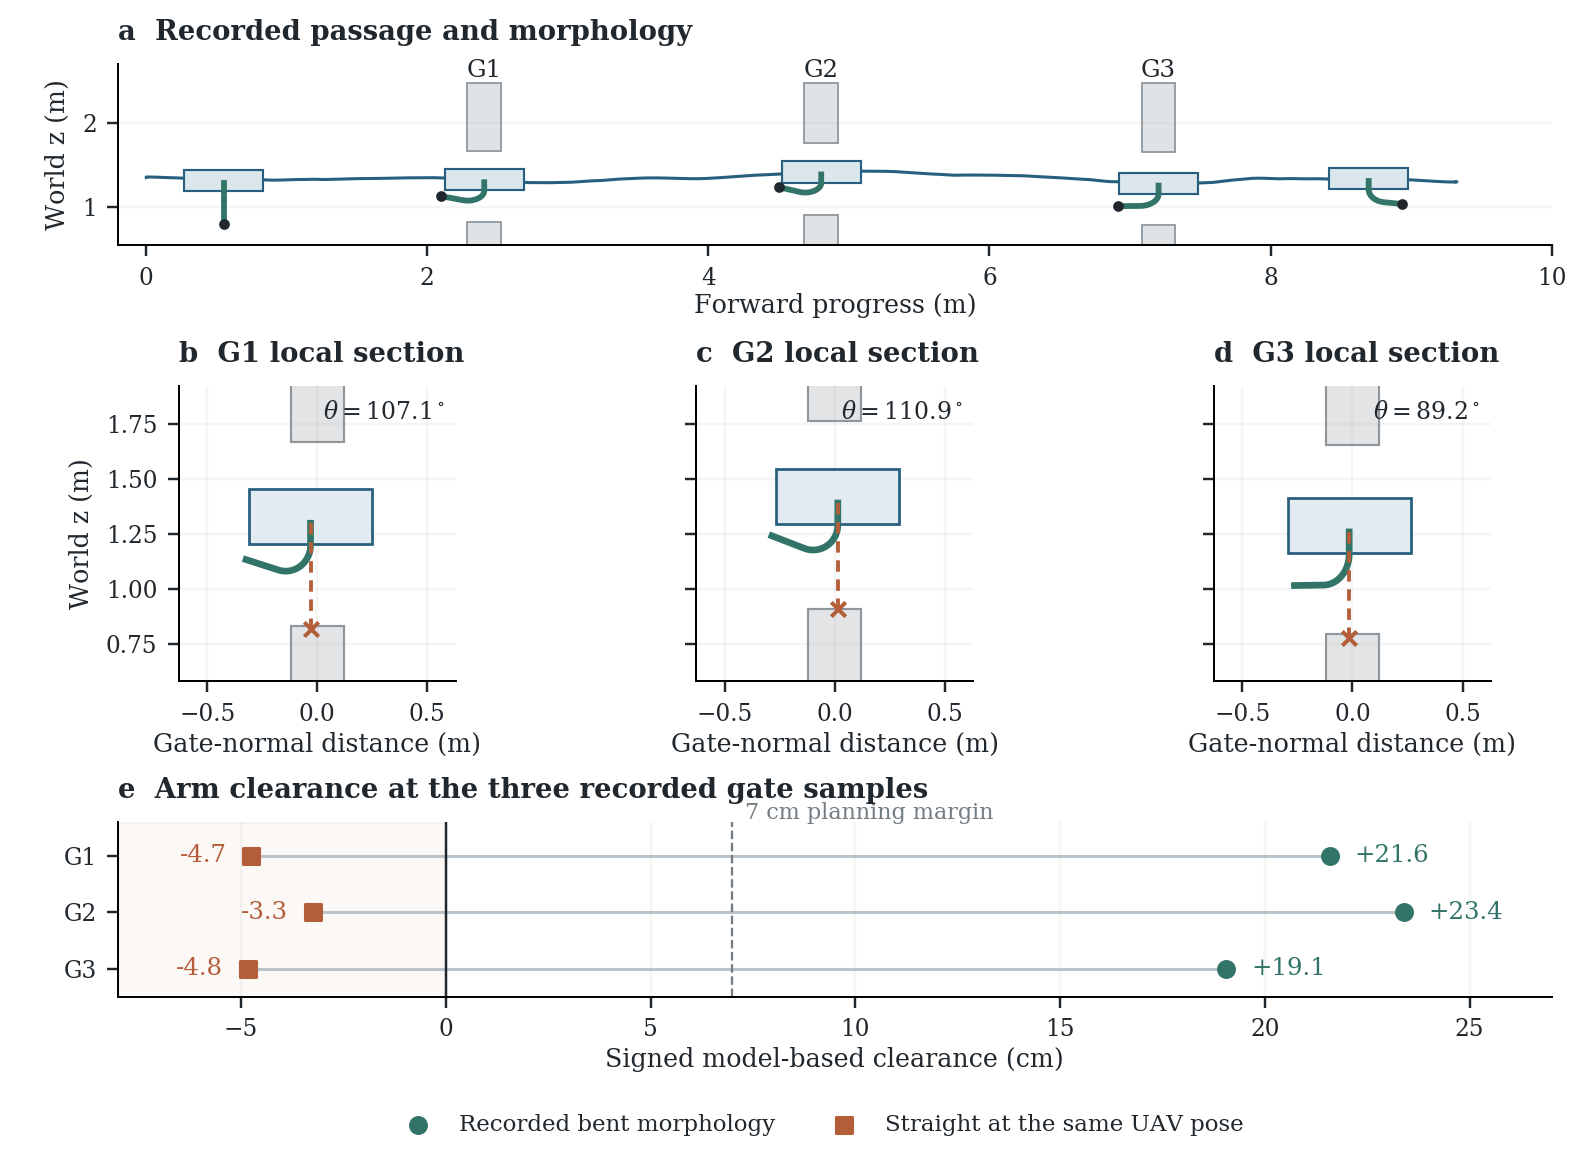 a Recorded passage and morphology
G1 G2 G3
World z (m)
2
1
0 2 4 6 8 10
Forward progress (m)
b G1 local section
c G2 local section
d G3 local section
θ = 107.1°
θ = 110.9°
θ = 89.2°
World z (m)
1.75
1.50
1.25
1.00
0.75
−0.5 0.0 0.5
−0.5 0.0 0.5
−0.5 0.0 0.5
Gate-normal distance (m)
Gate-normal distance (m)
Gate-normal distance (m)
e Arm clearance at the three recorded gate samples
7 cm planning margin
G1 -4.7 +21.6
G2 -3.3 +23.4
G3 -4.8 +19.1
−5 0 5 10 15 20 25
Signed model-based clearance (cm)
Recorded bent morphology
Straight at the same UAV pose